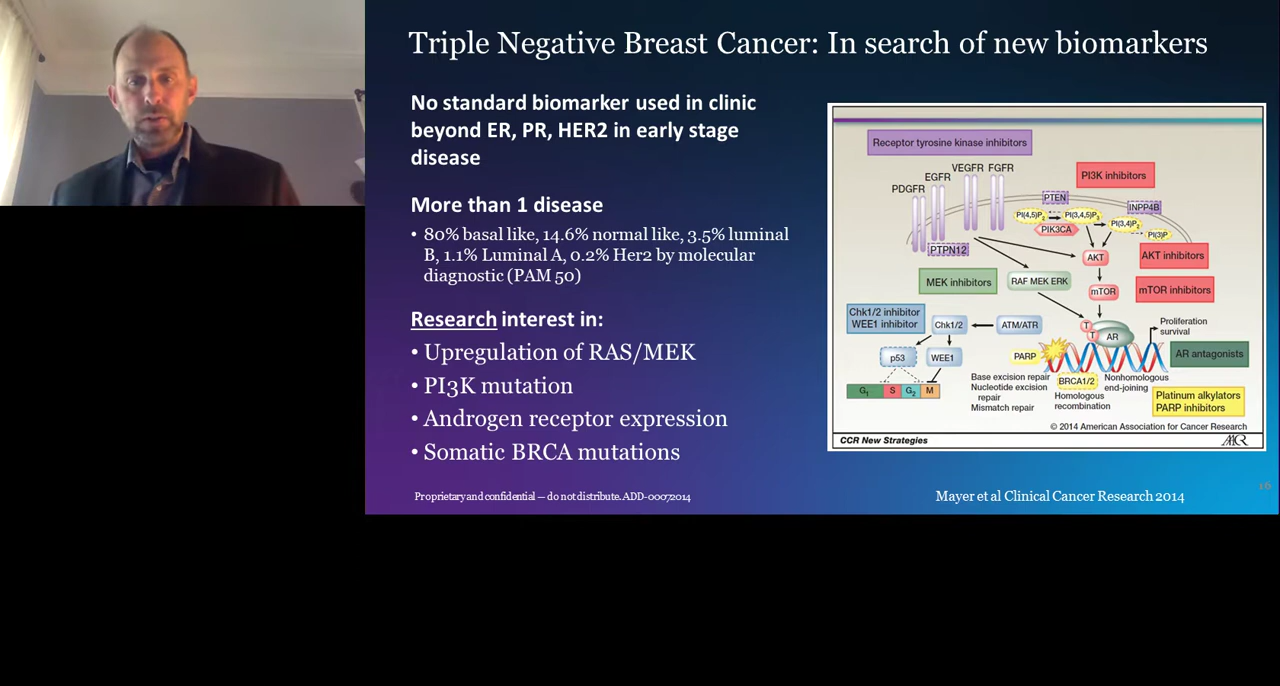 Triple Negative Breast Cancer: In search of new biomarkers
No standard biomarker used in clinic
beyond ER, PR, HER2 in early stage
disease
More than 1 disease
• 80% basal like, 14.6% normal like, 3.5% luminal
B, 1.1% Luminal A, 0.2% Her2 by molecular
diagnostic (PAM 50)
Research interest in:
• Upregulation of RAS/MEK
• PI3K mutation
• Androgen receptor expression
• Somatic BRCA mutations
Proprietary and confidential — do not distribute. ADD-00072014
Receptor tyrosine kinase inhibitors
VEGFR FGFR
EGFR
PDGFR
PI3K inhibitors
PTEN
INPP4B
PI(4,5)P2
PI(3,4,5)P3
PI(3,4)P2
PI(3)P
PIK3CA
PTPN12
AKT
AKT inhibitors
MEK inhibitors
RAF MEK ERK
mTOR
mTOR inhibitors
Chk1/2 inhibitor
WEE1 inhibitor
Chk1/2
ATM/ATR
T
T
AR
Proliferation
survival
p53
WEE1
PARP
AR antagonists
Base excision repair
Nucleotide excision
repair
Mismatch repair
BRCA1/2
Homologous
recombination
Nonhomologous
end-joining
G1
S
G2
M
Platinum alkylators
PARP inhibitors
© 2014 American Association for Cancer Research
CCR New Strategies
AACR
Mayer et al Clinical Cancer Research 2014
16